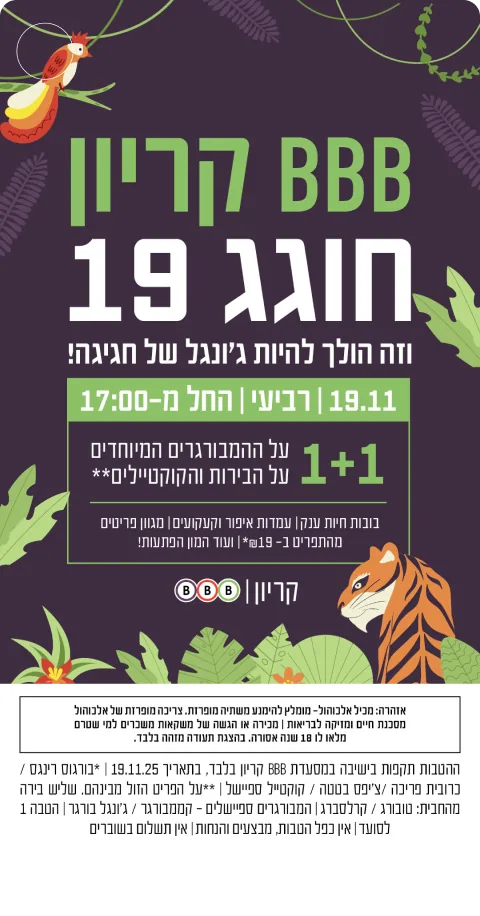 BBB קריון
חוגג 19
וזה הולך להיות ג'ונגל של חגיגה!
19.11 | רביעי | החל מ-17:00
1+1 על ההמבורגרים המיוחדים
על הבירות והקוקטיילים**
בובות חיות ענק | עמדות איפור וקעקועים | מגוון פריטים
מהתפריט ב- 19₪* | ועוד המון הפתעות!
קריון | BBB
אזהרה: מכיל אלכוהול- מומלץ להימנע משתיה מופרזת. צריכה מופרזת של אלכוהול
מסכנת חיים ומזיקה לבריאות | מכירה או הגשה של משקאות משכרים למי שטרם
מלאו לו 18 שנה אסורה. בהצגת תעודה מזהה בלבד.
ההטבות תקפות בישיבה במסעדת BBB קריון בלבד, בתאריך 19.11.25 | *בורגוס רינגס /
כרובית פריכה /צ'יפס בטטה / קוקטייל ספיישל | **על הפריט הזול מבינהם. שליש בירה
מהחבית: טובורג / קרלסברג | המבורגרים ספיישלים - קממבורגר / ג'ונגל בורגר | הטבה 1
לסועד | אין כפל הטבות, מבצעים והנחות | אין תשלום בשוברים